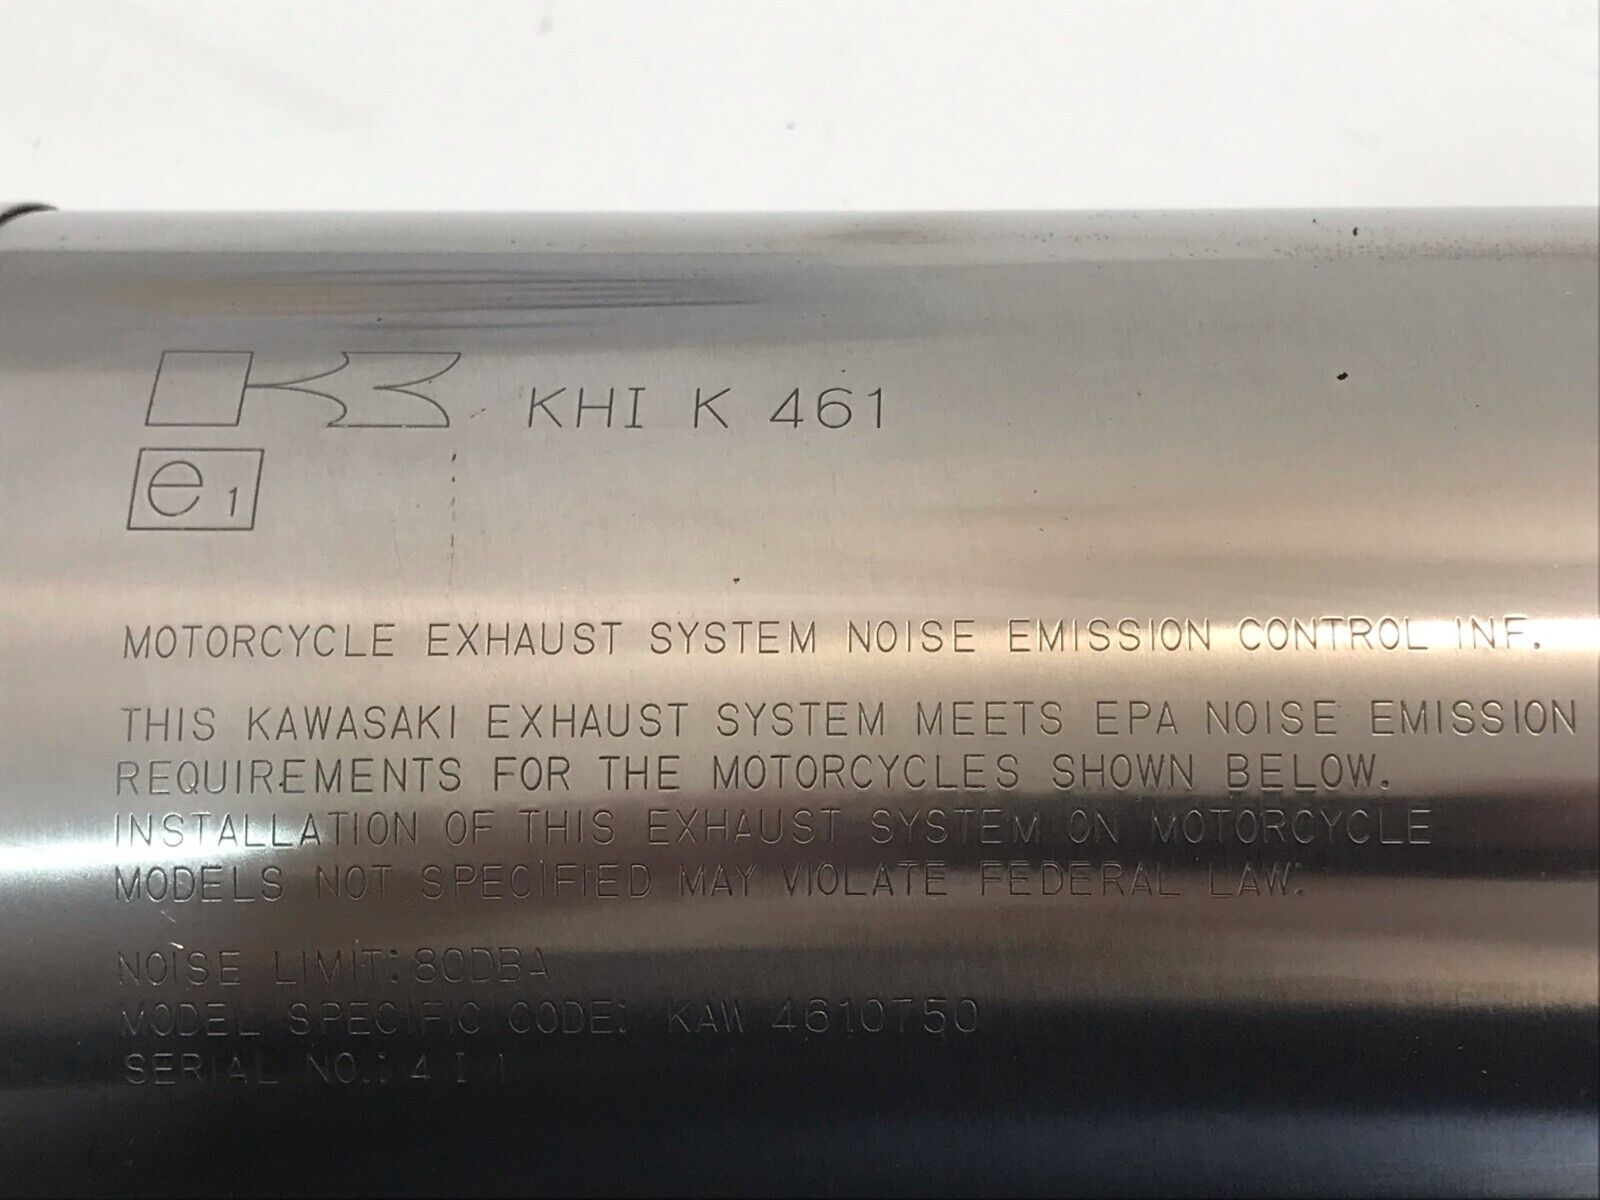 KHI K 461
e1
MOTORCYCLE EXHAUST SYSTEM NOISE EMISSION CONTROL INF.
THIS KAWASAKI EXHAUST SYSTEM MEETS EPA NOISE EMISSION
REQUIREMENTS FOR THE MOTORCYCLES SHOWN BELOW.
INSTALLATION OF THIS EXHAUST SYSTEM ON MOTORCYCLE
MODELS NOT SPECIFIED MAY VIOLATE FEDERAL LAW.
NOISE LIMIT: 80DBA
MODEL SPECIFIC CODE: KAW 4610750
SERIAL NO.: 4 I